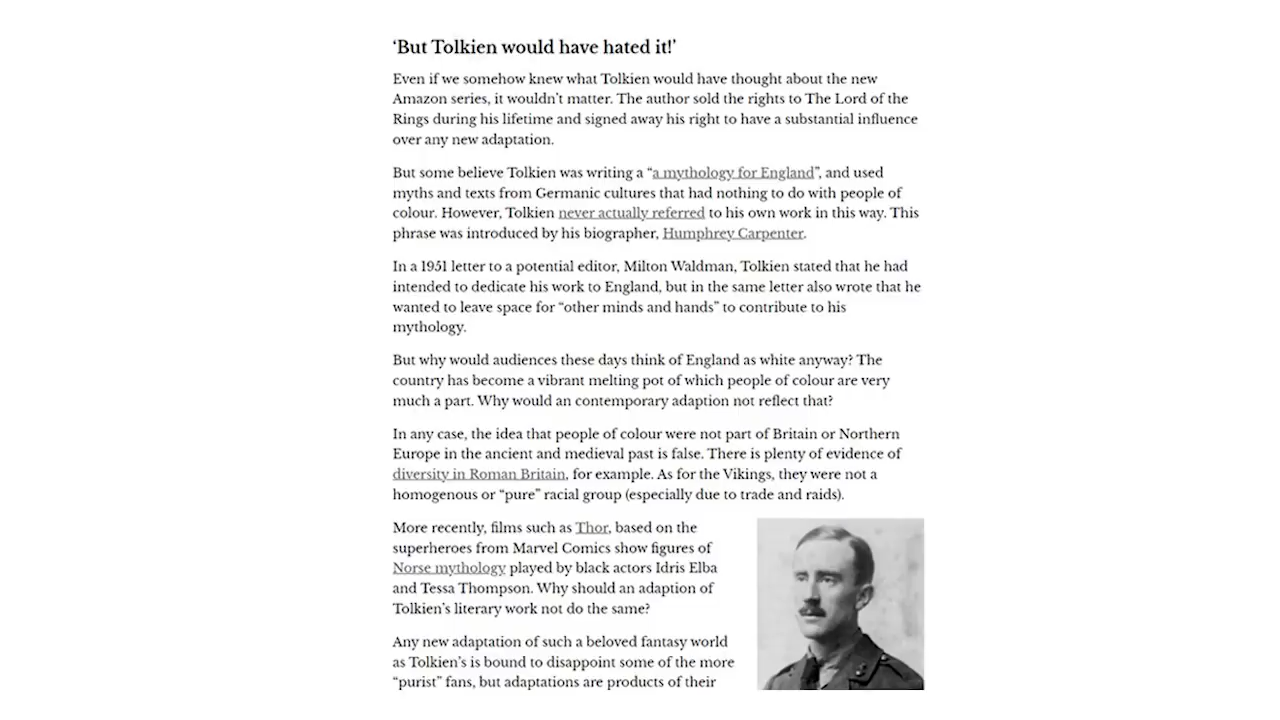 ‘But Tolkien would have hated it!’
Even if we somehow knew what Tolkien would have thought about the new
Amazon series, it wouldn’t matter. The author sold the rights to The Lord of the
Rings during his lifetime and signed away his right to have a substantial influence
over any new adaptation.
But some believe Tolkien was writing a “a mythology for England”, and used
myths and texts from Germanic cultures that had nothing to do with people of
colour. However, Tolkien never actually referred to his own work in this way. This
phrase was introduced by his biographer, Humphrey Carpenter.
In a 1951 letter to a potential editor, Milton Waldman, Tolkien stated that he had
intended to dedicate his work to England, but in the same letter also wrote that he
wanted to leave space for “other minds and hands” to contribute to his
mythology.
But why would audiences these days think of England as white anyway? The
country has become a vibrant melting pot of which people of colour are very
much a part. Why would an contemporary adaption not reflect that?
In any case, the idea that people of colour were not part of Britain or Northern
Europe in the ancient and medieval past is false. There is plenty of evidence of
diversity in Roman Britain, for example. As for the Vikings, they were not a
homogenous or “pure” racial group (especially due to trade and raids).
More recently, films such as Thor, based on the
superheroes from Marvel Comics show figures of
Norse mythology played by black actors Idris Elba
and Tessa Thompson. Why should an adaption of
Tolkien’s literary work not do the same?
Any new adaptation of such a beloved fantasy world
as Tolkien’s is bound to disappoint some of the more
“purist” fans, but adaptations are products of their